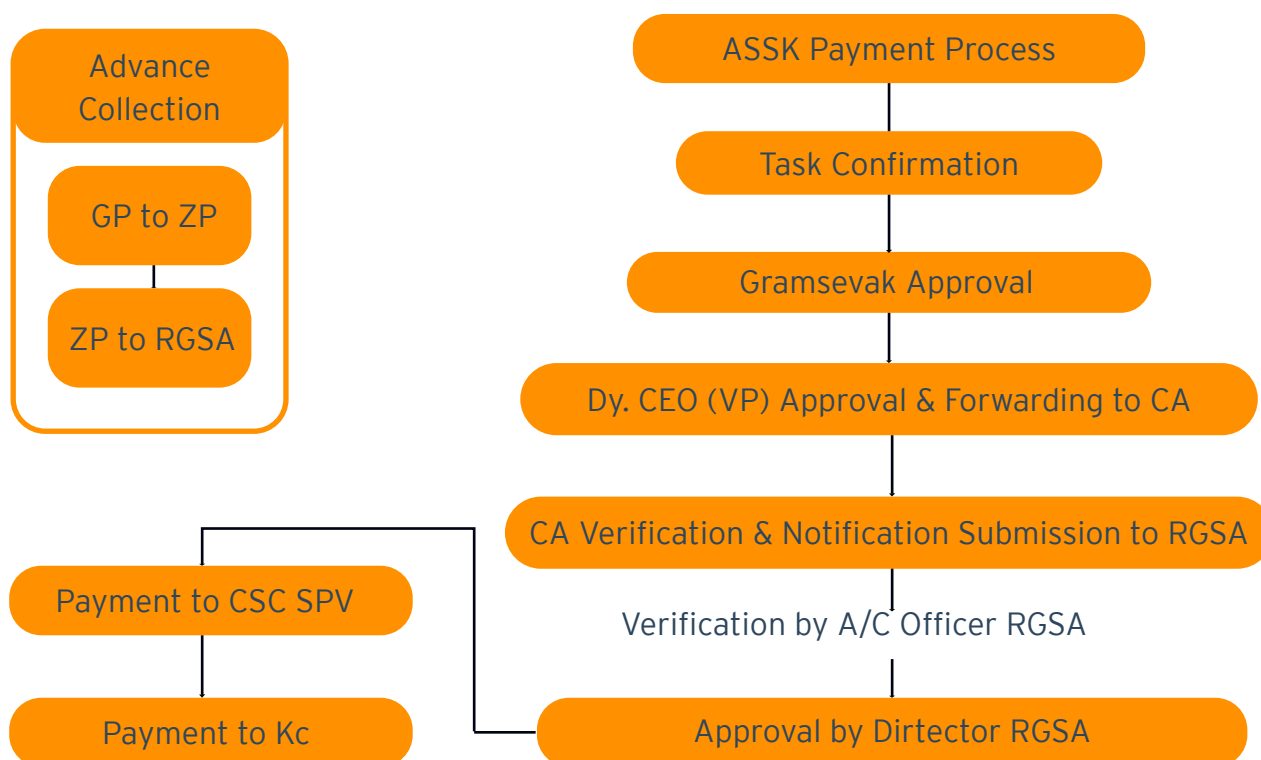 Advance
Collection
GP to ZP
ZP to RGSA
ASSK Payment Process
Task Confirmation
Gramsevak Approval
Dy. CEO (VP) Approval & Forwarding to CA
CA Verification & Notification Submission to RGSA
Verification by A/C Officer RGSA
Approval by Dirtector RGSA
Payment to CSC SPV
Payment to Kc